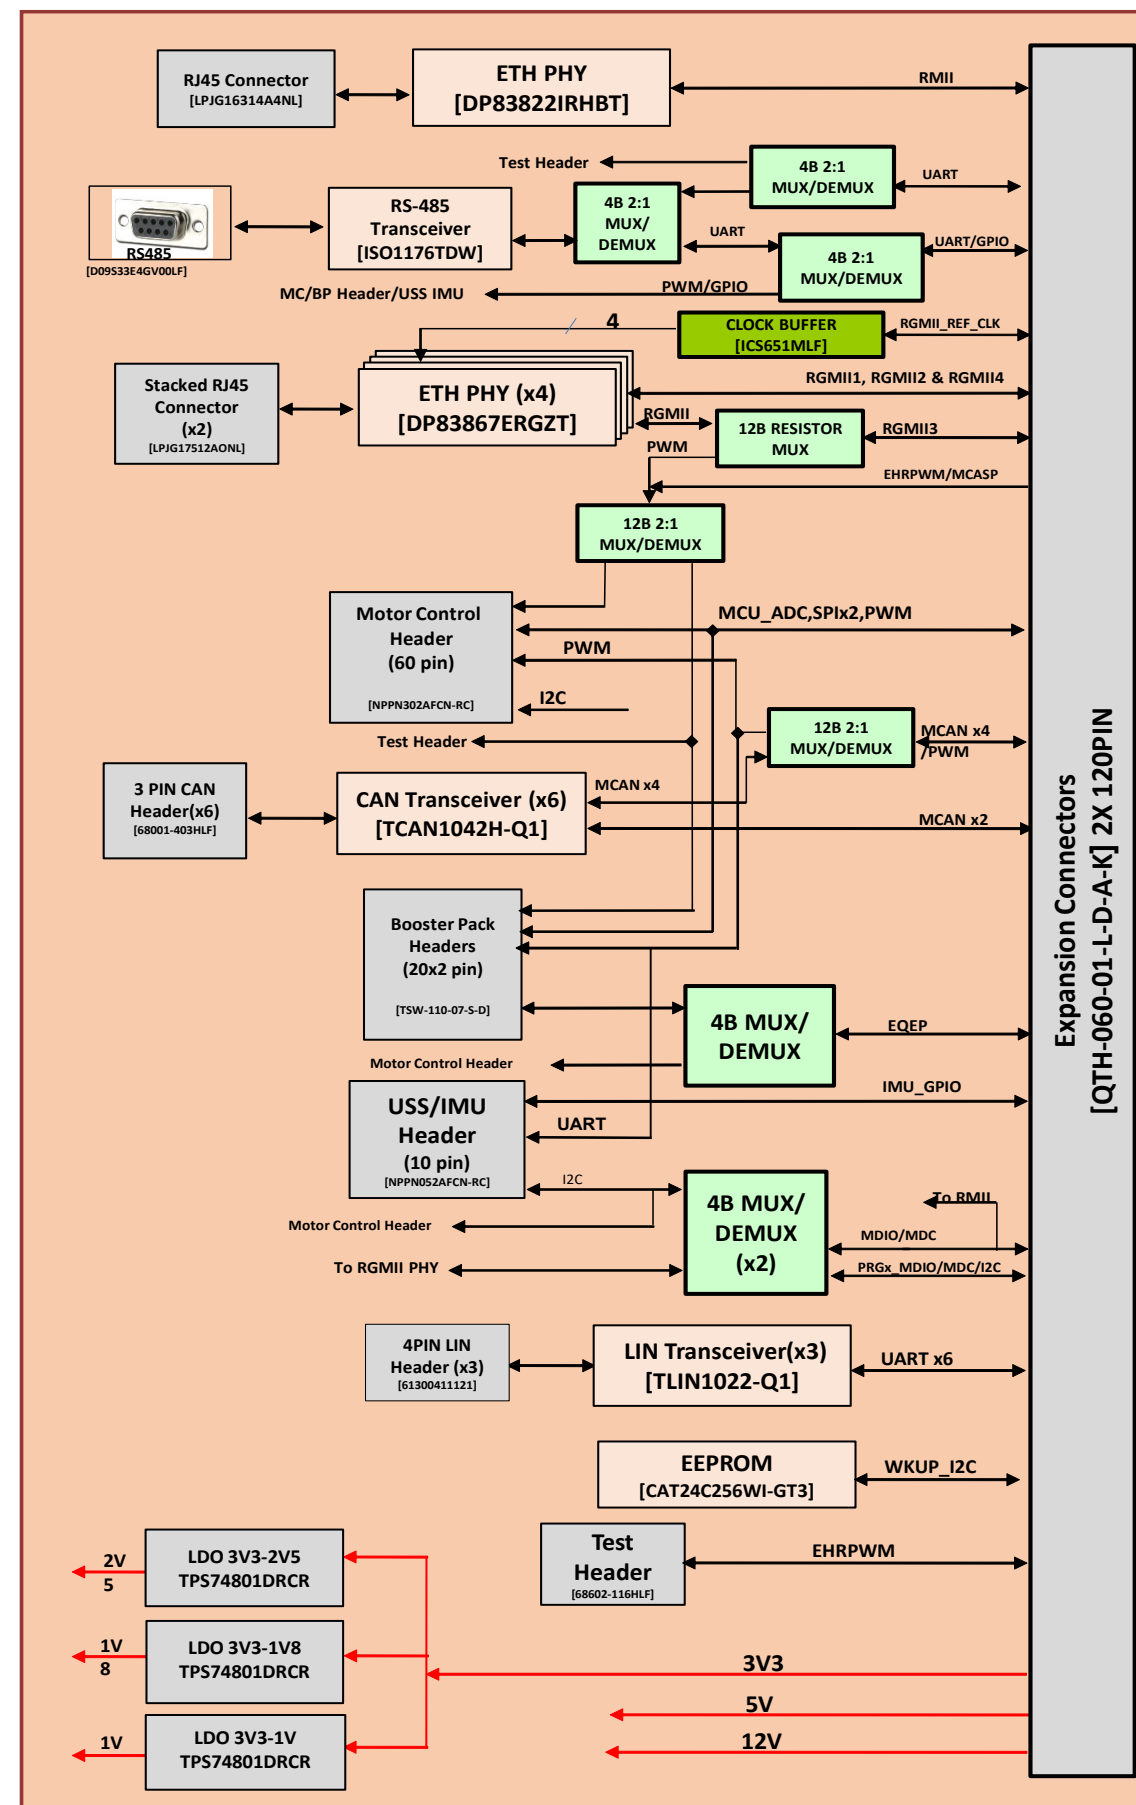 RJ45 Connector
[LPJG16314A4NL]
ETH PHY
[DP83822IRHBT]
RMII
Test Header
4B 2:1
MUX/DEMUX
UART
RS485
[D09S33E4GV00LF]
RS-485
Transceiver
[ISO1176TDW]
4B 2:1
MUX/
DEMUX
UART
4B 2:1
MUX/DEMUX
UART/GPIO
MC/BP Header/USS IMU
PWM/GPIO
4
CLOCK BUFFER
[ICS651MLF]
RGMII_REF_CLK
Stacked RJ45
Connector
(x2)
[LPJG17512AONL]
ETH PHY (x4)
[DP83867ERGZT]
RGMII1, RGMII2 & RGMII4
RGMII
12B RESISTOR
MUX
RGMII3
PWM
EHRPWM/MCASP
12B 2:1
MUX/DEMUX
Motor Control
Header
(60 pin)
[NPPN302AFCN-RC]
MCU_ADC,SPIx2,PWM
PWM
I2C
Test Header
12B 2:1
MUX/DEMUX
MCAN x4
/PWM
3 PIN CAN
Header(x6)
[68001-403HLF]
CAN Transceiver (x6)
[TCAN1042H-Q1]
MCAN x4
MCAN x2
Expansion Connectors
[QTH-060-01-L-D-A-K] 2X 120PIN
Booster Pack
Headers
(20x2 pin)
[TSW-110-07-S-D]
4B MUX/
DEMUX
EQEP
Motor Control Header
USS/IMU
Header
(10 pin)
[NPPN052AFCN-RC]
IMU_GPIO
UART
I2C
Motor Control Header
To RGMII PHY
4B MUX/
DEMUX
(x2)
To RMII
MDIO/MDC
PRGx_MDIO/MDC/I2C
4PIN LIN
Header (x3)
[61300411121]
LIN Transceiver(x3)
[TLIN1022-Q1]
UART x6
EEPROM
[CAT24C256WI-GT3]
WKUP_I2C
Test
Header
[68602-116HLF]
EHRPWM
2V
5
LDO 3V3-2V5
TPS74801DRCR
1V
8
LDO 3V3-1V8
TPS74801DRCR
3V3
5V
1V
LDO 3V3-1V
TPS74801DRCR
12V